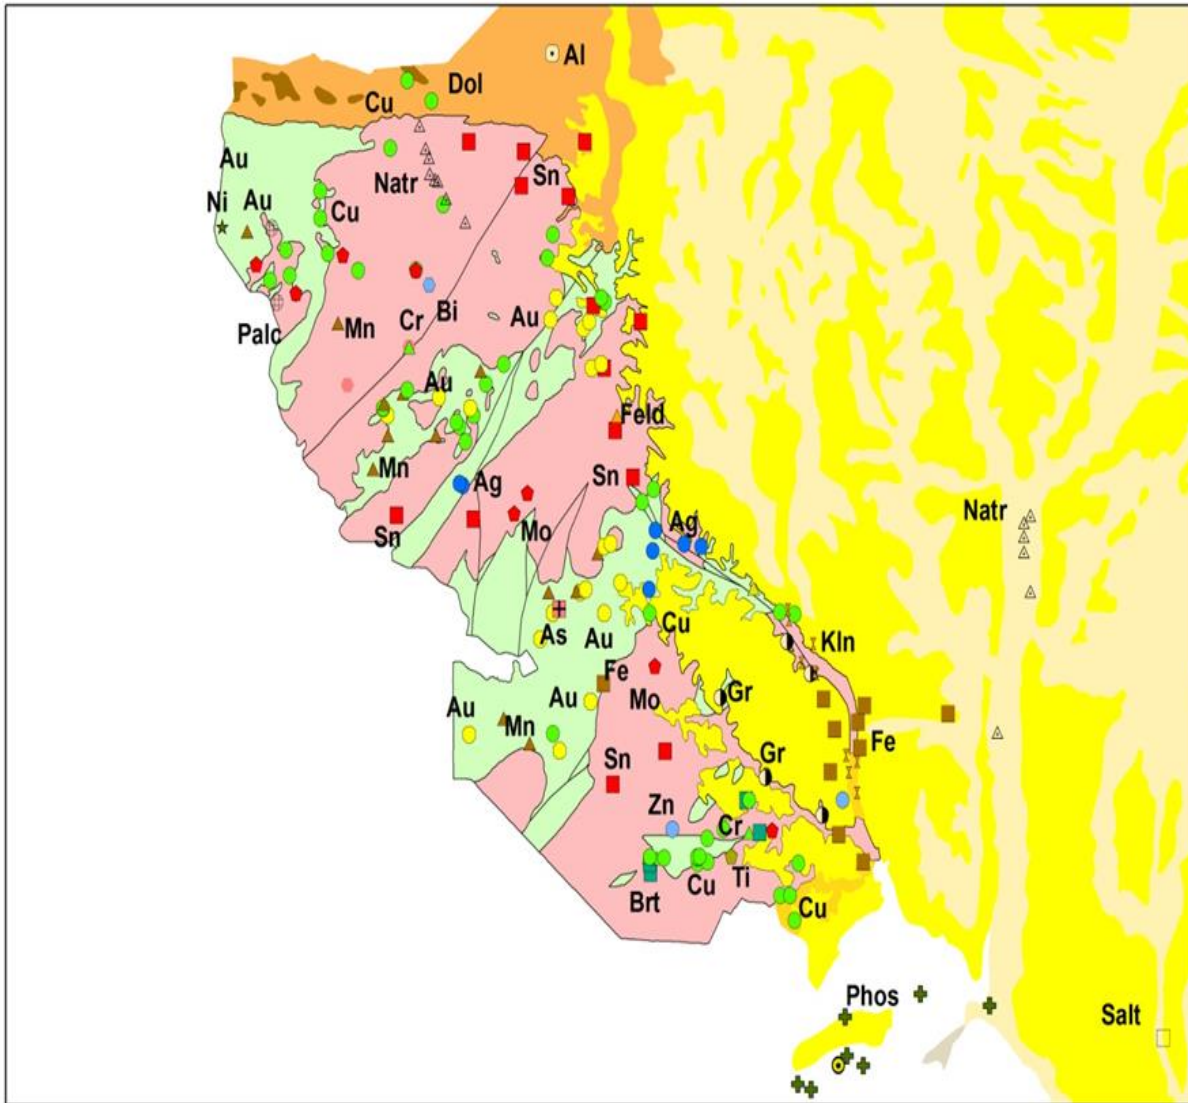 Al
Dol
Cu
Au
Sn
Natr
Ni
Au
Cu
Bi
Au
Mn
Cr
Palc
Au
Feld
Mn
Sn
Ag
Natr
Mo
Ag
Sn
Cu
As
Au
Kln
Fe
Mo
Gr
Au
Au
Mn
Fe
Sn
Gr
Zn
Cr
Cu
Ti
Brt
Cu
Phos
Salt